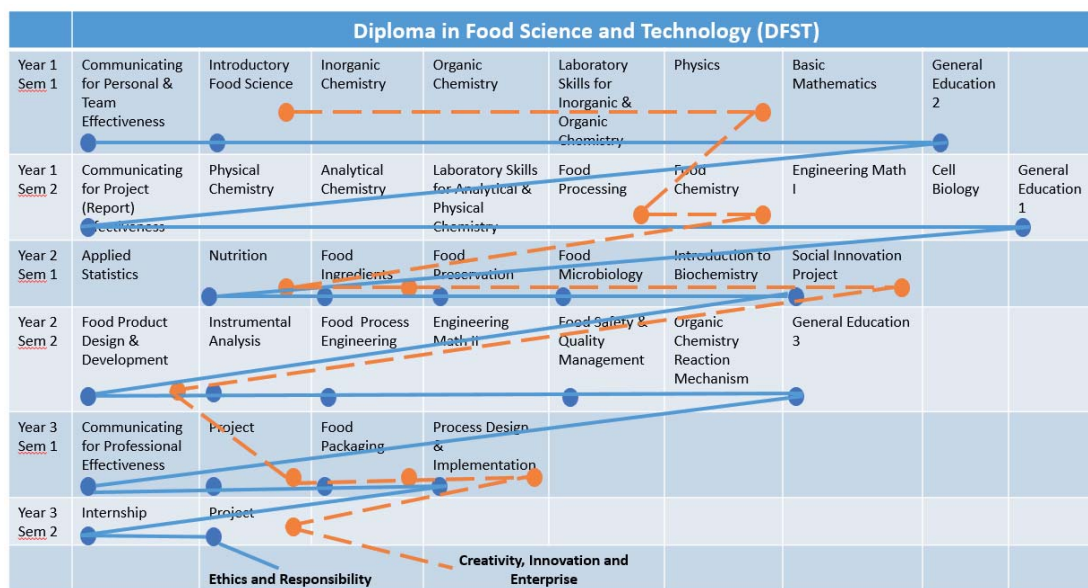 Diploma in Food Science and Technology (DFST)
Year 1
Sem 1
Communicating
for Personal &
Team
Effectiveness
Introductory
Food Science
Inorganic
Chemistry
Organic
Chemistry
Laboratory
Skills for
Inorganic &
Organic
Chemistry
Physics
Basic
Mathematics
General
Education
2
Year 1
Sem 2
Communicating
for Project
(Report)
Effectiveness
Physical
Chemistry
Analytical
Chemistry
Laboratory Skills
for Analytical &
Physical
Chemistry
Food
Processing
Food
Chemistry
Engineering Math
I
Cell
Biology
General
Education
1
Year 2
Sem 1
Applied
Statistics
Nutrition
Food
Ingredients
Food
Preservation
Food
Microbiology
Introduction to
Biochemistry
Social Innovation
Project
Year 2
Sem 2
Food Product
Design &
Development
Instrumental
Analysis
Food Process
Engineering
Engineering
Math II
Food Safety &
Quality
Management
Organic
Chemistry
Reaction
Mechanism
General Education
3
Year 3
Sem 1
Communicating
for Professional
Effectiveness
Project
Food
Packaging
Process Design
&
Implementation
Year 3
Sem 2
Internship
Project
Ethics and Responsibility
Creativity, Innovation and
Enterprise